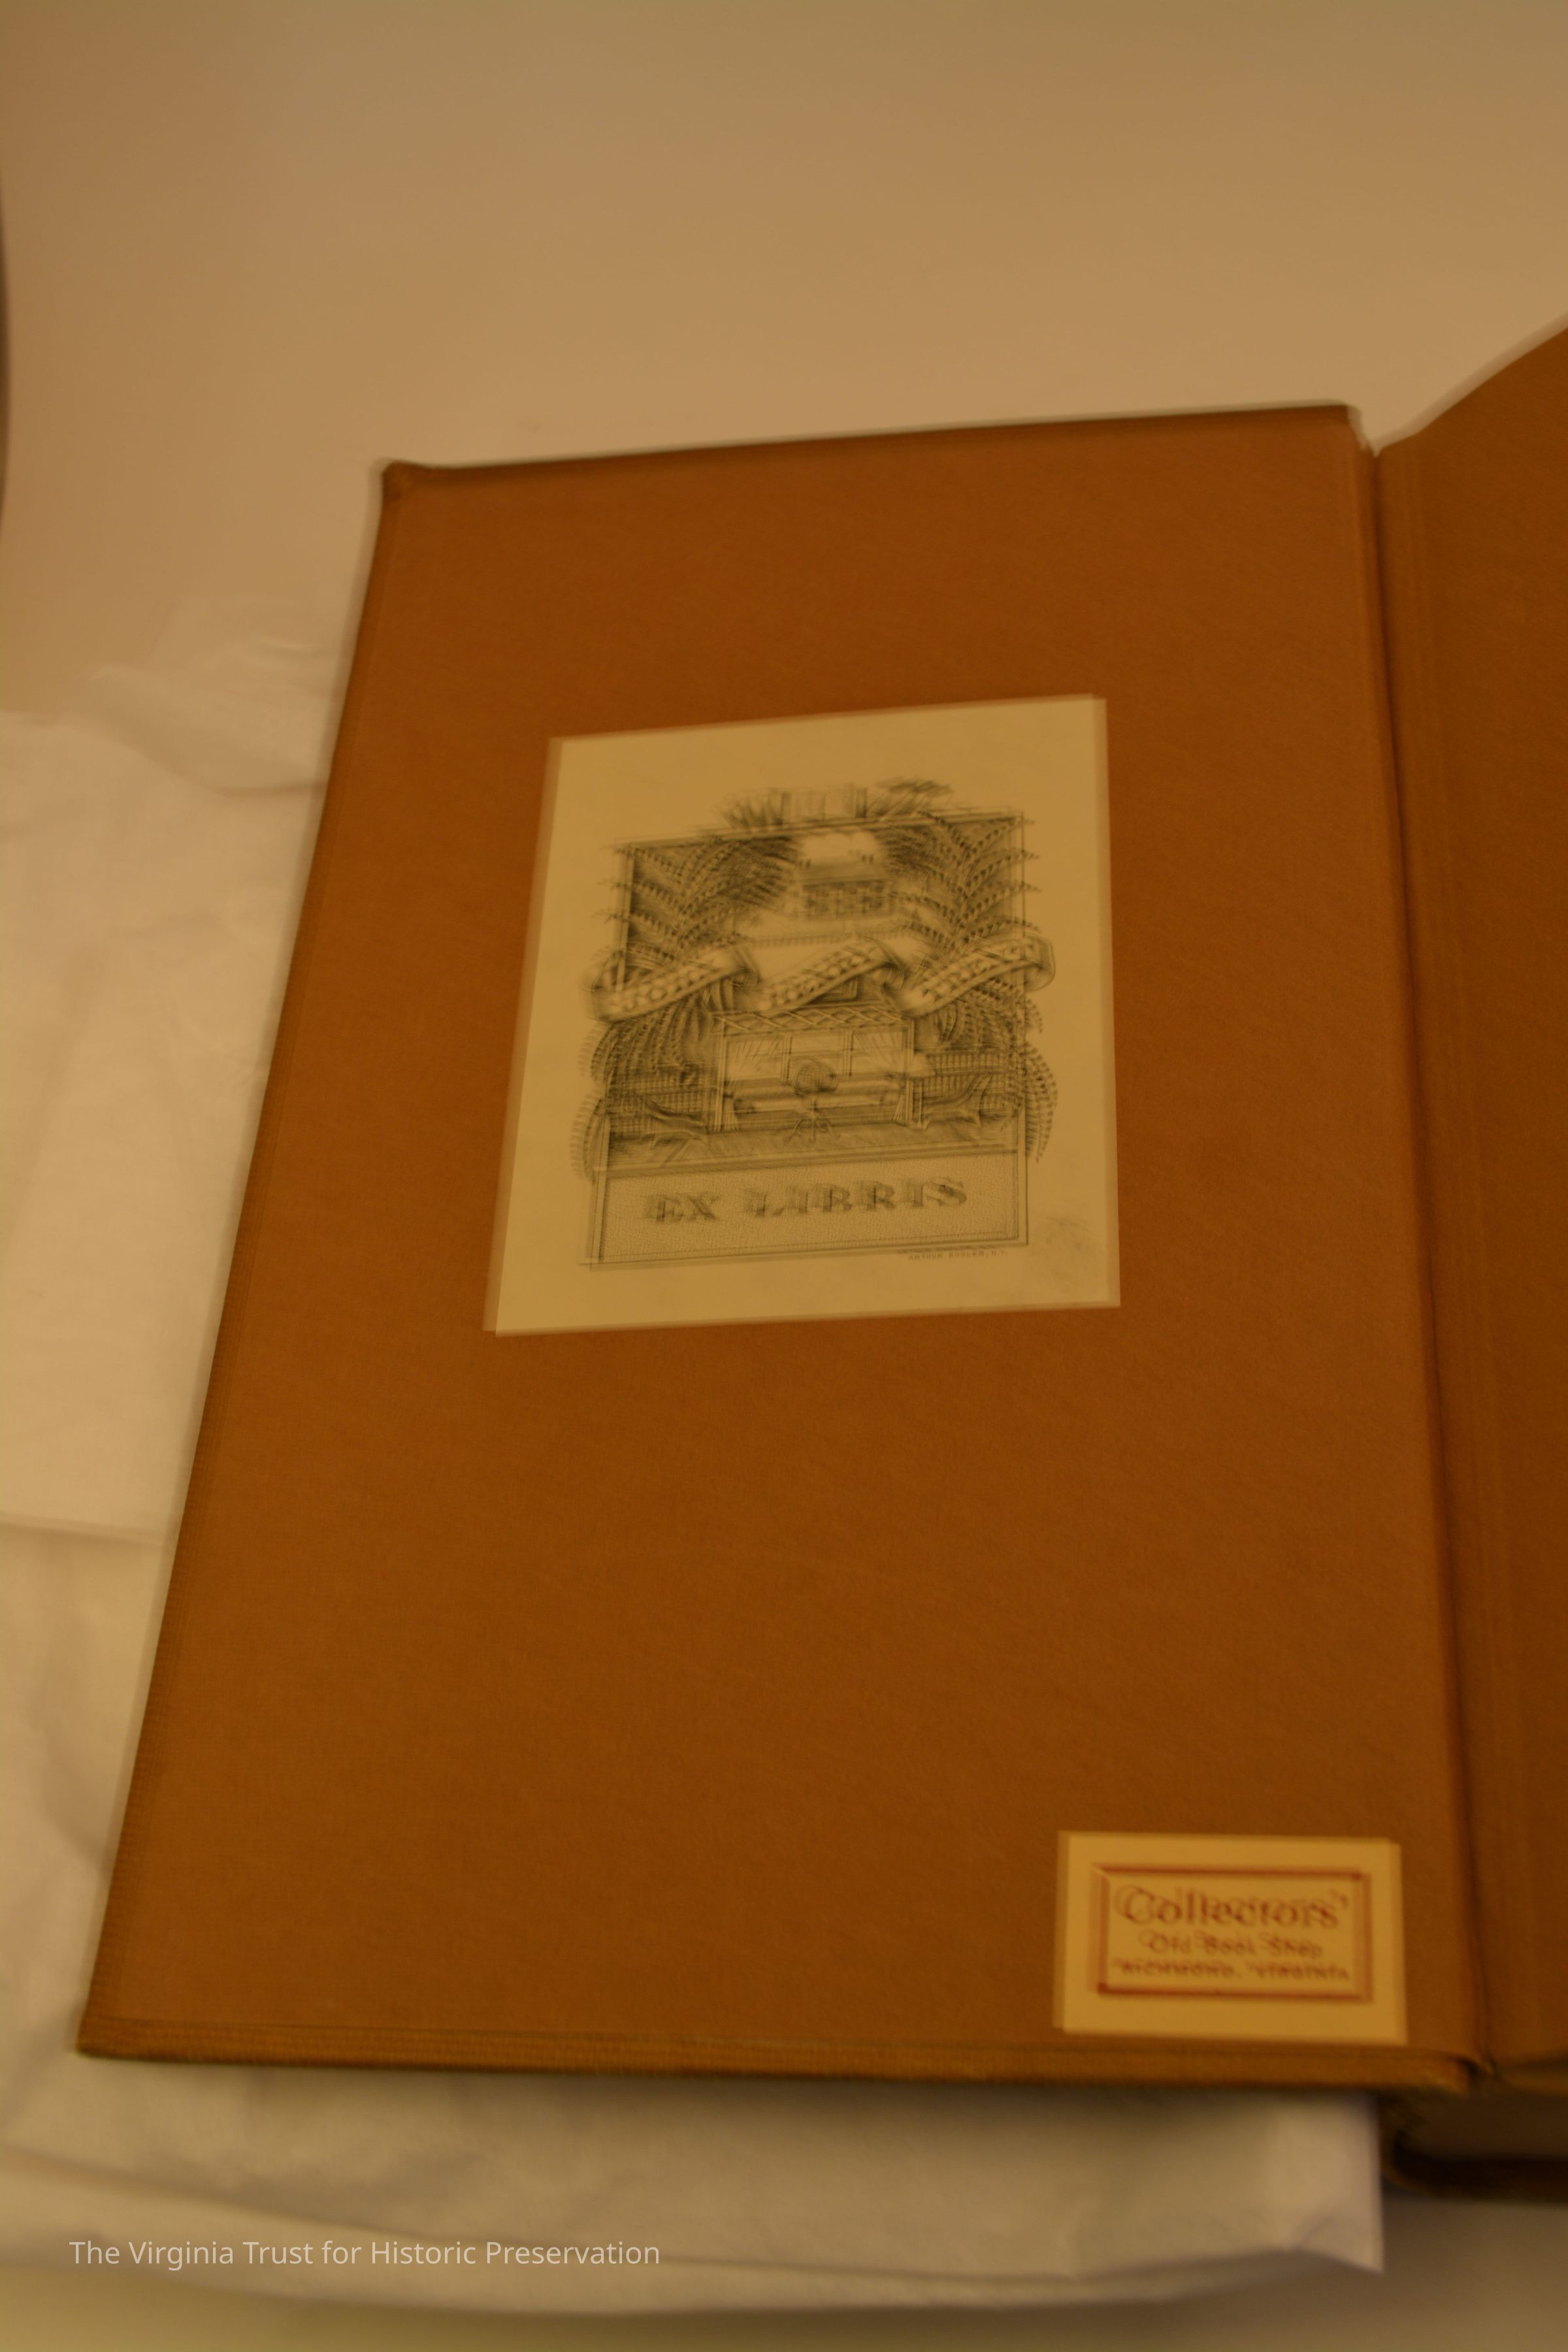 EX LIBRIS
Collectors'
Old Book Shop
RICHMOND, VIRGINIA
The Virginia Trust for Historic Preservation